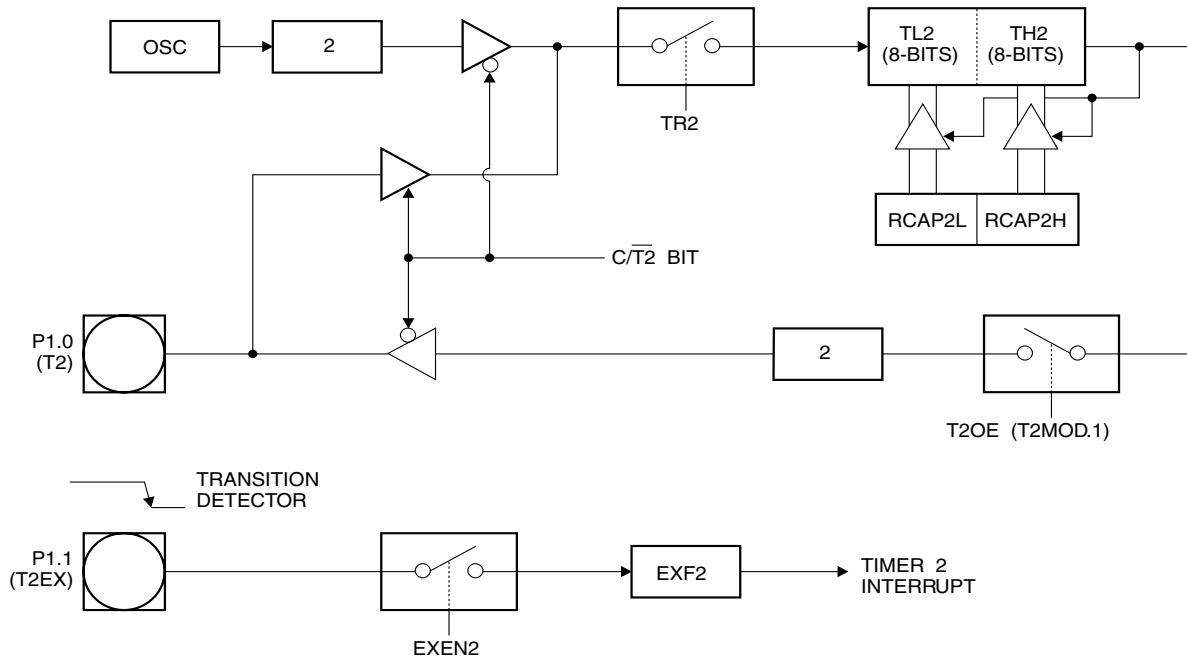 OSC
2
TR2
TL2
(8-BITS)
TH2
(8-BITS)
RCAP2L
RCAP2H
C/T̅2̅ BIT
P1.0
(T2)
2
T2OE (T2MOD.1)
TRANSITION
DETECTOR
P1.1
(T2EX)
EXEN2
EXF2
TIMER 2
INTERRUPT